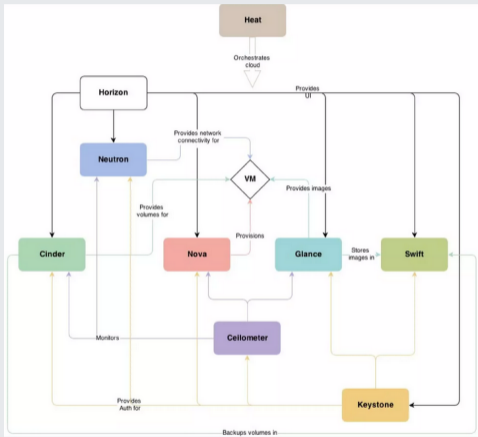 Heat
Orchestrates
cloud
Provides
UI
Horizon
Provides network
connectivity for
Neutron
VM
Provides images
Provides
volumes for
Provisions
Cinder
Nova
Glance
Stores
images in
Swift
Ceilometer
Monitors
Provides
Auth for
Keystone
Backups volumes in